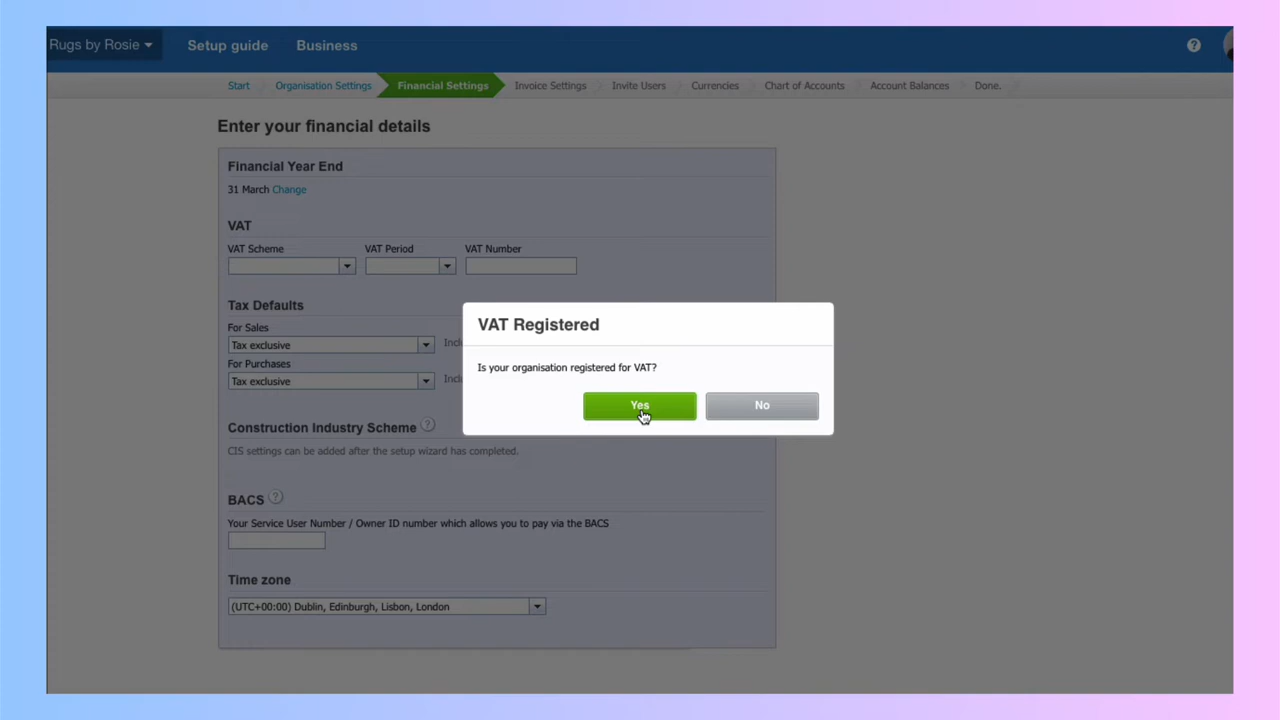 Rugs by Rosie Setup guide Business ?
Start Organisation Settings Financial Settings Invoice Settings Invite Users Currencies Chart of Accounts Account Balances Done.
Enter your financial details
Financial Year End
31 March Change
VAT
VAT Scheme VAT Period VAT Number
Tax Defaults
For Sales
Tax exclusive
For Purchases
Tax exclusive
VAT Registered
Is your organisation registered for VAT?
Yes No
Construction Industry Scheme ?
CIS settings can be added after the setup wizard has completed.
BACS ?
Your Service User Number / Owner ID number which allows you to pay via the BACS
Time zone
(UTC+00:00) Dublin, Edinburgh, Lisbon, London